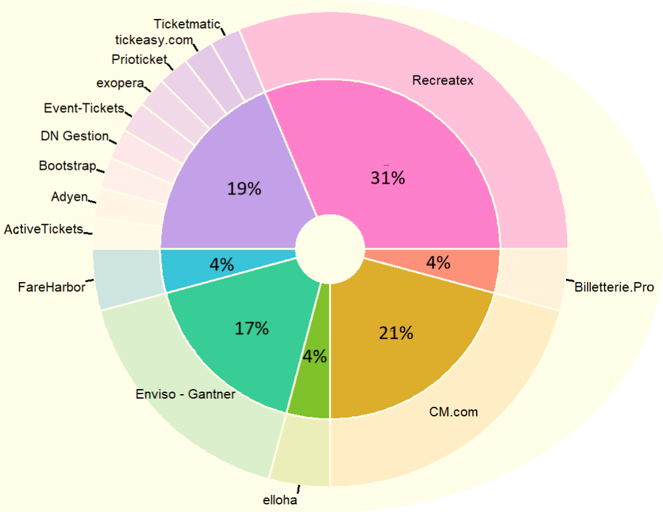 Ticketmatic
tickeasy.com
Prioticket
exopera
Event-Tickets
DN Gestion
Bootstrap
Adyen
ActiveTickets
FareHarbor
Enviso - Gantner
elloha
CM.com
Billetterie.Pro
Recreatex
19%
31%
4%
4%
17%
4%
21%